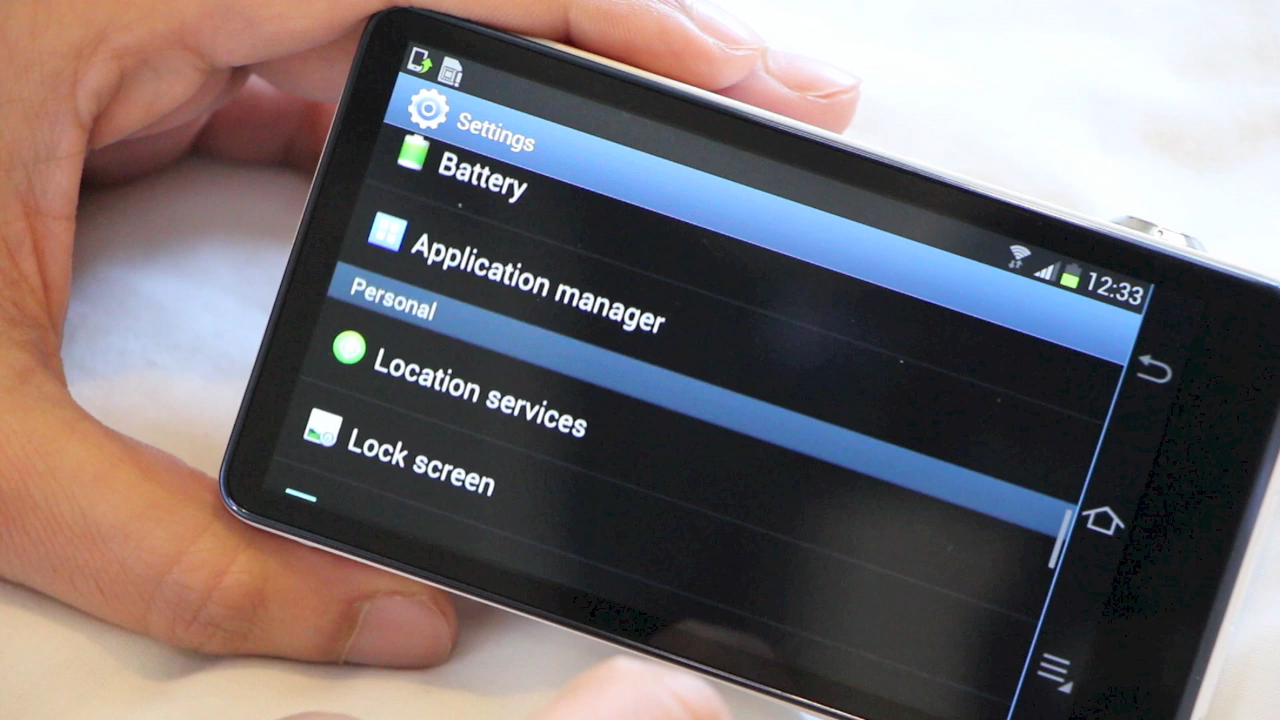 Settings
12:33
Battery
Application manager
Personal
Location services
Lock screen